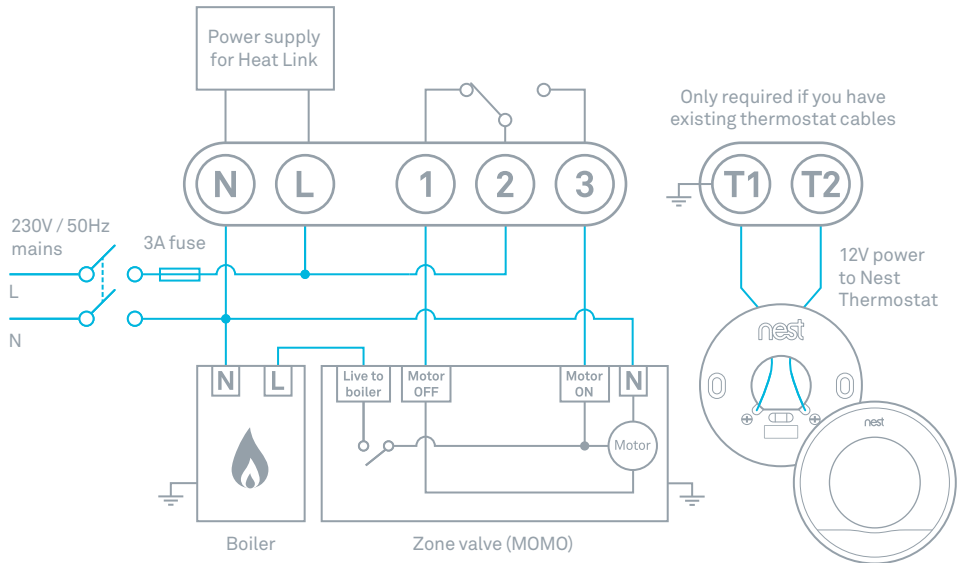 Power supply
for Heat Link
Only required if you have
existing thermostat cables
N
L
1
2
3
T1
T2
230V / 50Hz
mains
3A fuse
L
N
12V power
to Nest
Thermostat
nest
N
L
Live to
boiler
Motor
OFF
Motor
ON
N
Motor
nest
Boiler
Zone valve (MOMO)